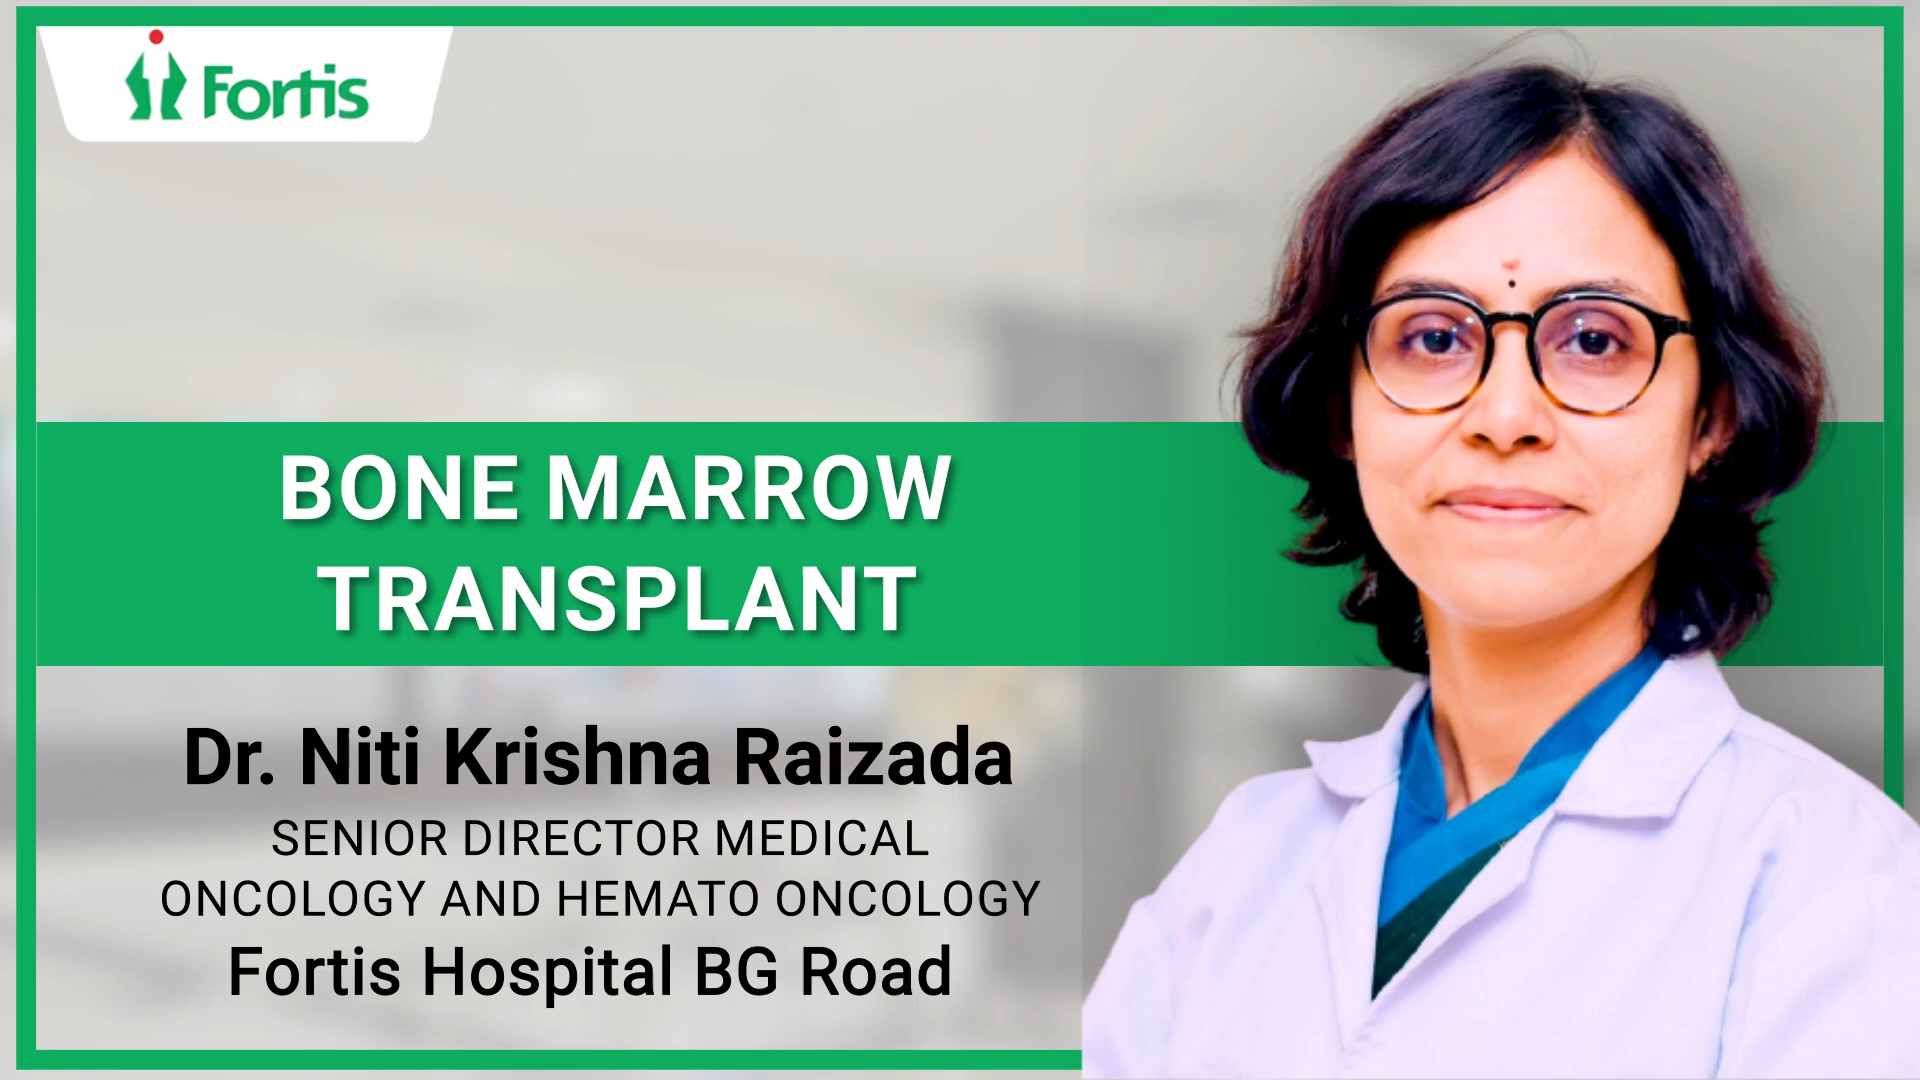 Fortis
BONE MARROW
TRANSPLANT
Dr. Niti Krishna Raizada
SENIOR DIRECTOR MEDICAL
ONCOLOGY AND HEMATO ONCOLOGY
Fortis Hospital BG Road